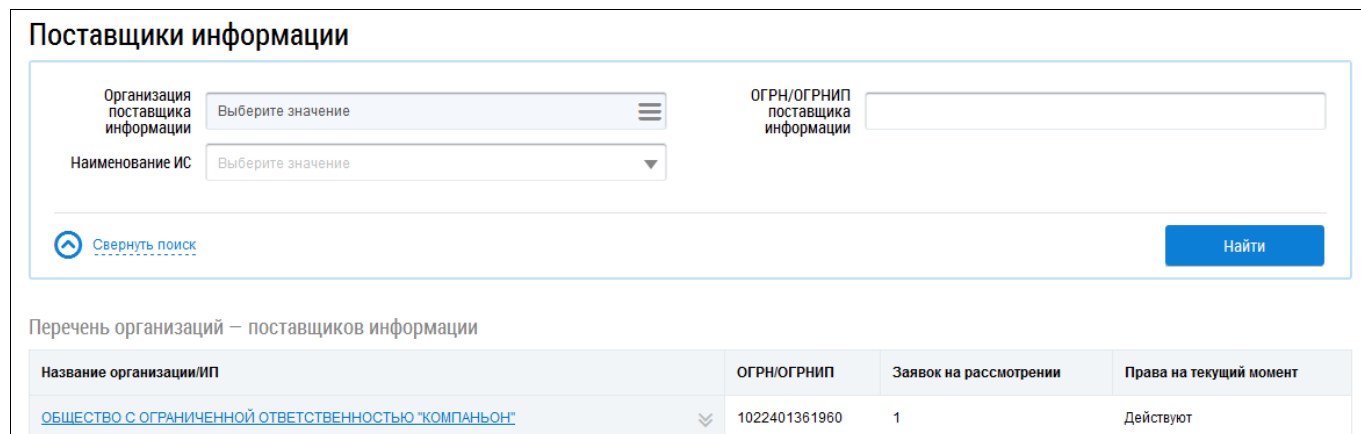 Поставщики информации
Организация
поставщика
информации
Выберите значение
ОГРН/ОГРНИП
поставщика
информации
Наименование ИС
Выберите значение
Свернуть поиск
Найти
Перечень организаций — поставщиков информации
Название организации/ИП ОГРН/ОГРНИП Заявок на рассмотрении Права на текущий момент
ОБЩЕСТВО С ОГРАНИЧЕННОЙ ОТВЕТСТВЕННОСТЬЮ "КОМПАНЬОН" 1022401361960 1 Действуют